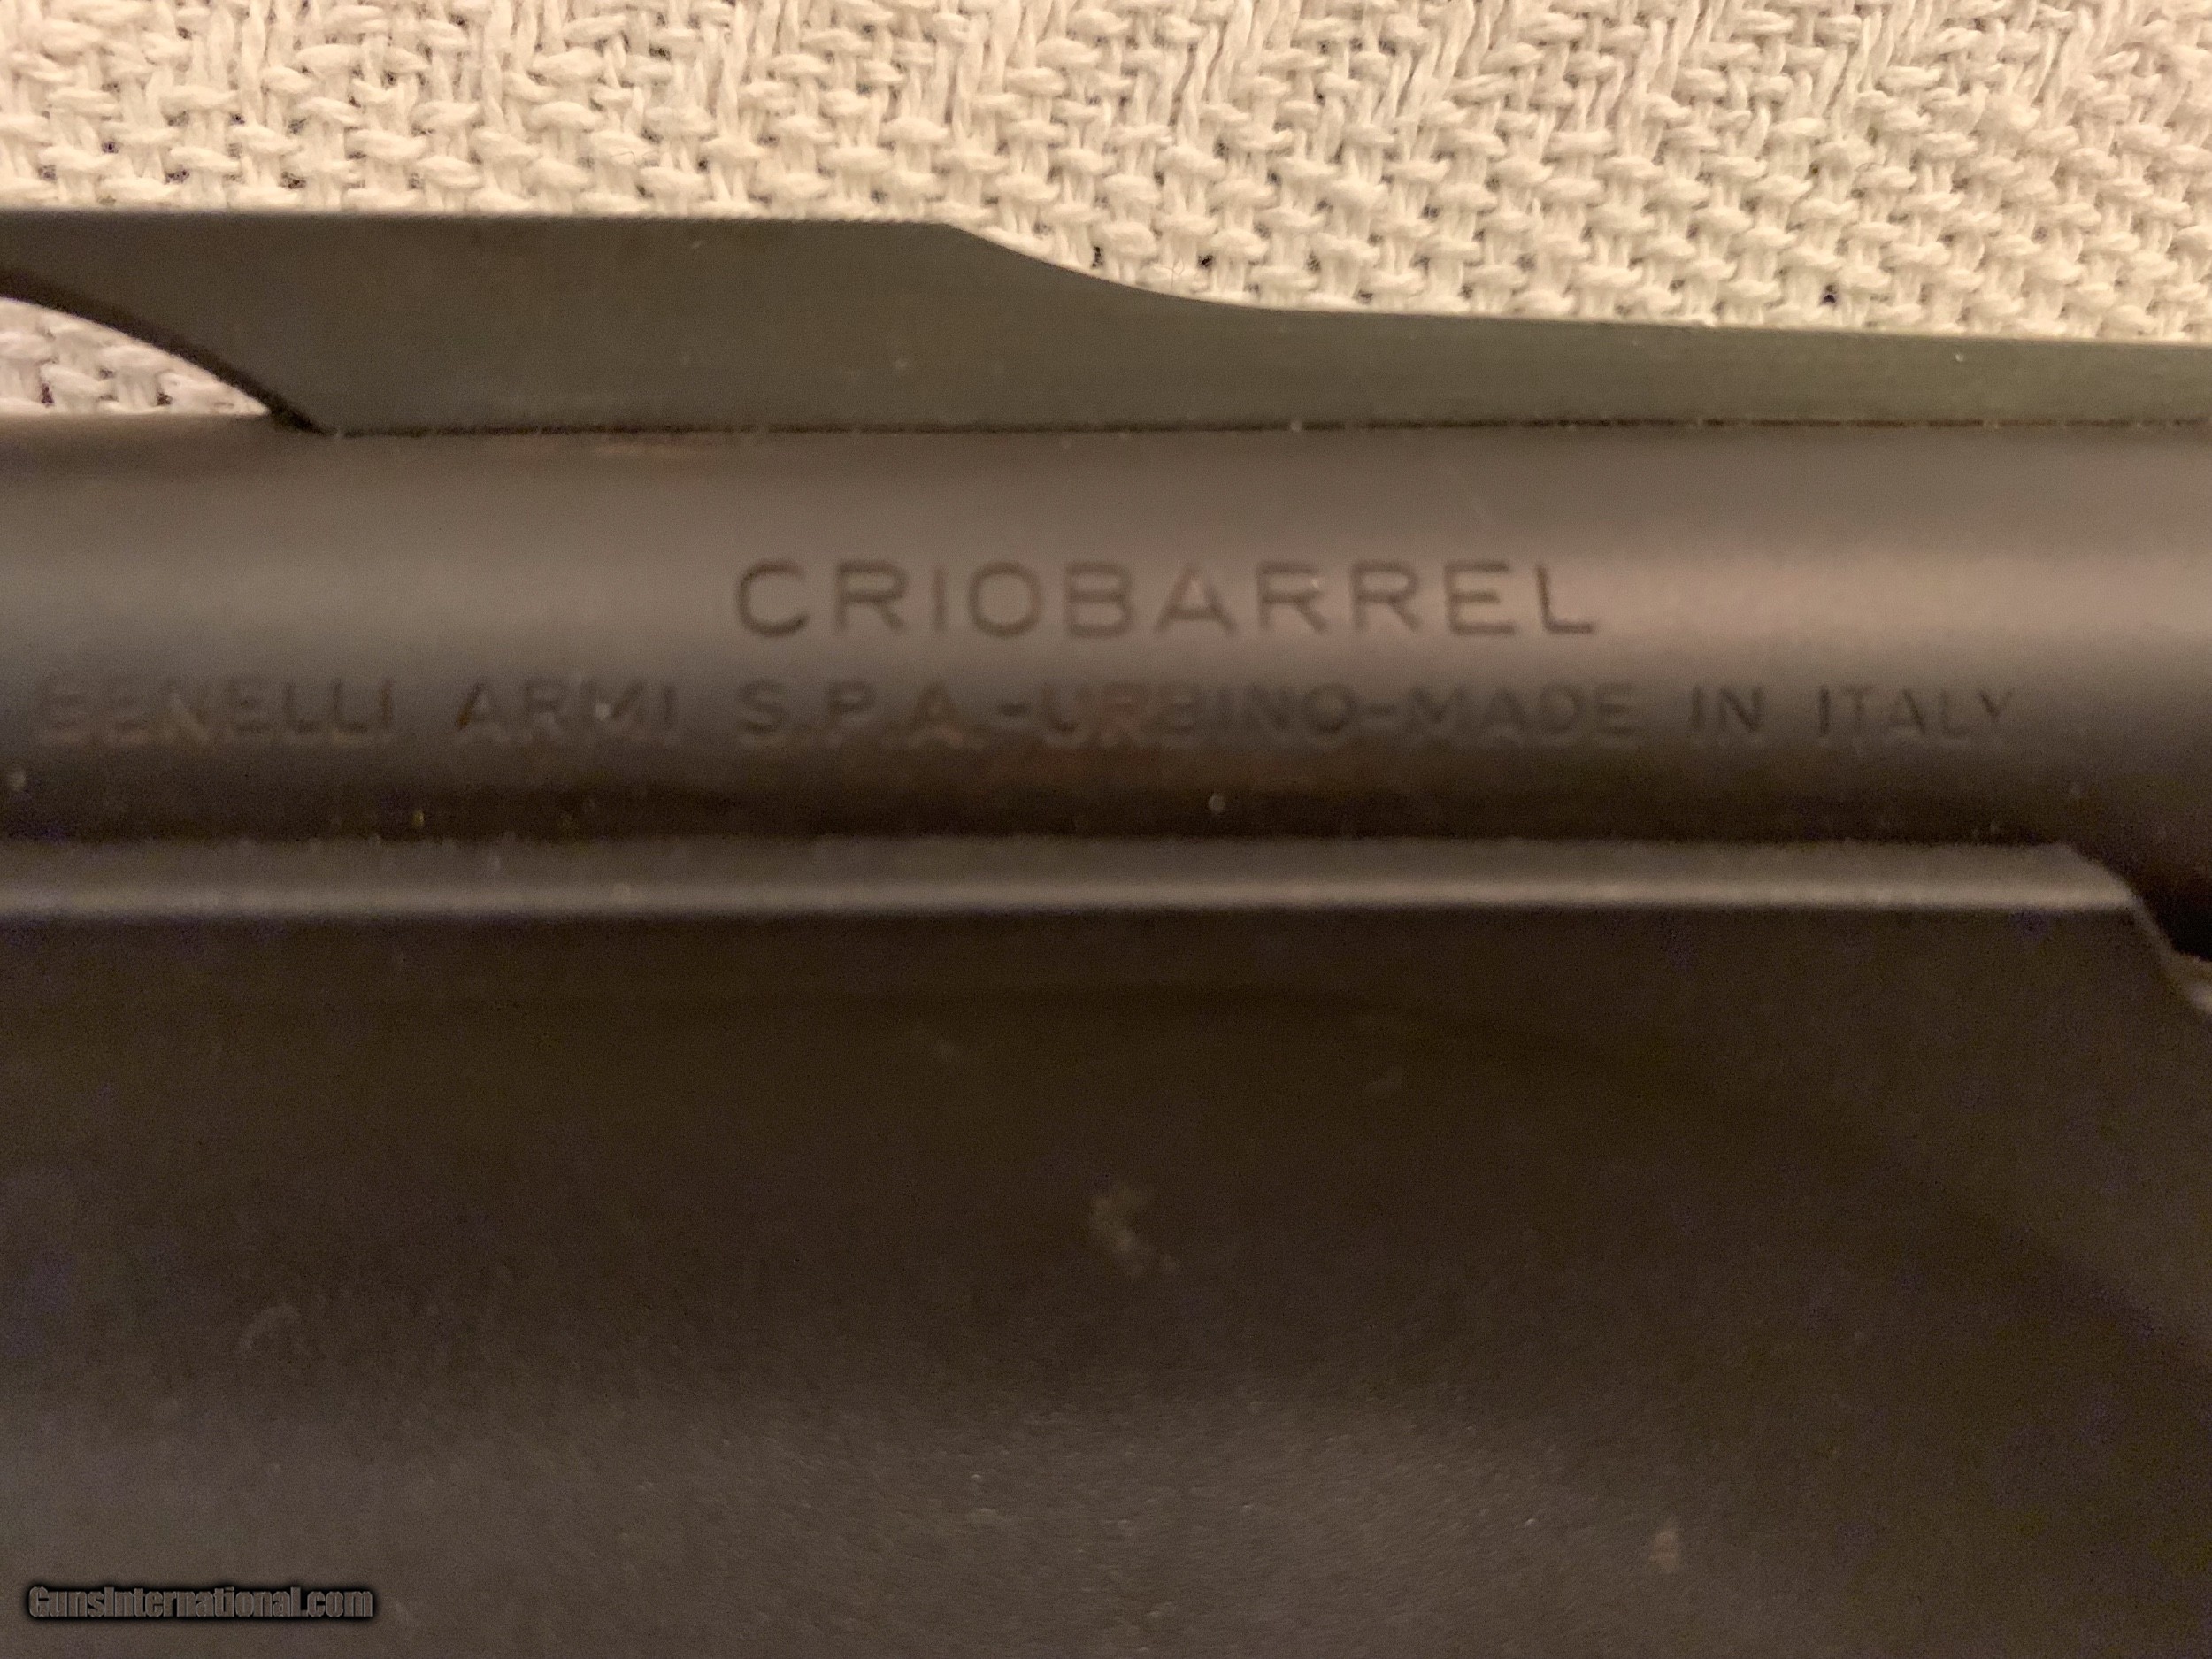 CRIOBARREL
BENELLI ARMI S.P.A.-URBINO-MADE IN ITALY
GunsInternational.com